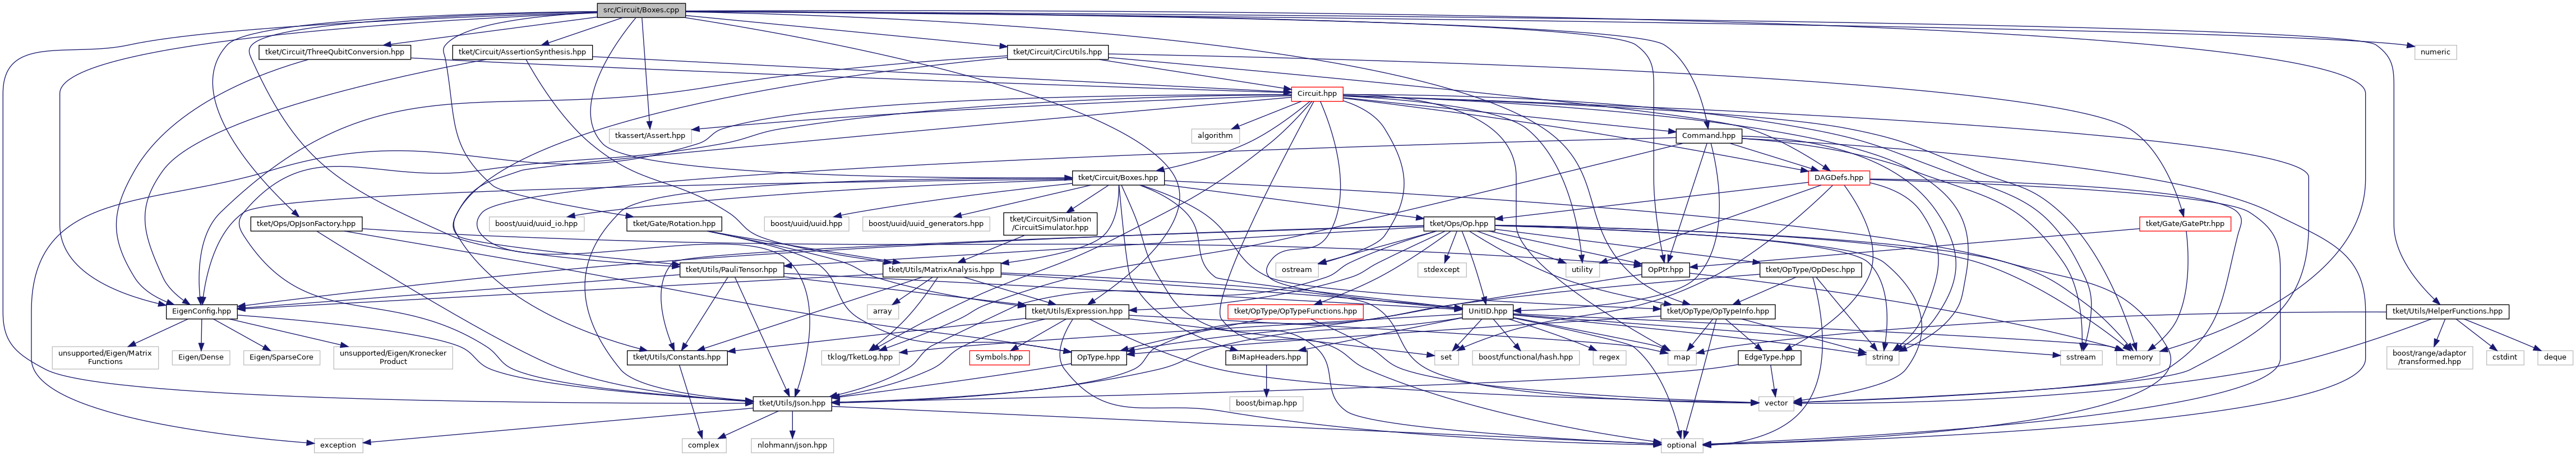 src/Circuit/Boxes.cpp
tket/Circuit/ThreeQubitConversion.hpp
tket/Circuit/AssertionSynthesis.hpp
tket/Circuit/CircUtils.hpp
numeric
Circuit.hpp
tkassert/Assert.hpp
algorithm
Command.hpp
tket/Circuit/Boxes.hpp
DAGDefs.hpp
tket/Ops/OpJsonFactory.hpp
boost/uuid/uuid_io.hpp
tket/Gate/Rotation.hpp
boost/uuid/uuid.hpp
boost/uuid/uuid_generators.hpp
tket/Circuit/Simulation
/CircuitSimulator.hpp
tket/Ops/Op.hpp
tket/Gate/GatePtr.hpp
tket/Utils/PauliTensor.hpp
tket/Utils/MatrixAnalysis.hpp
ostream
stdexcept
utility
OpPtr.hpp
tket/OpType/OpDesc.hpp
EigenConfig.hpp
array
tket/Utils/Expression.hpp
tket/OpType/OpTypeFunctions.hpp
UnitID.hpp
tket/OpType/OpTypeInfo.hpp
tket/Utils/HelperFunctions.hpp
unsupported/Eigen/Matrix
Functions
Eigen/Dense
Eigen/SparseCore
unsupported/Eigen/Kronecker
Product
tket/Utils/Constants.hpp
tklog/TketLog.hpp
Symbols.hpp
OpType.hpp
BiMapHeaders.hpp
set
boost/functional/hash.hpp
regex
map
EdgeType.hpp
string
sstream
memory
boost/range/adaptor
/transformed.hpp
cstdint
deque
tket/Utils/Json.hpp
boost/bimap.hpp
vector
exception
complex
nlohmann/json.hpp
optional